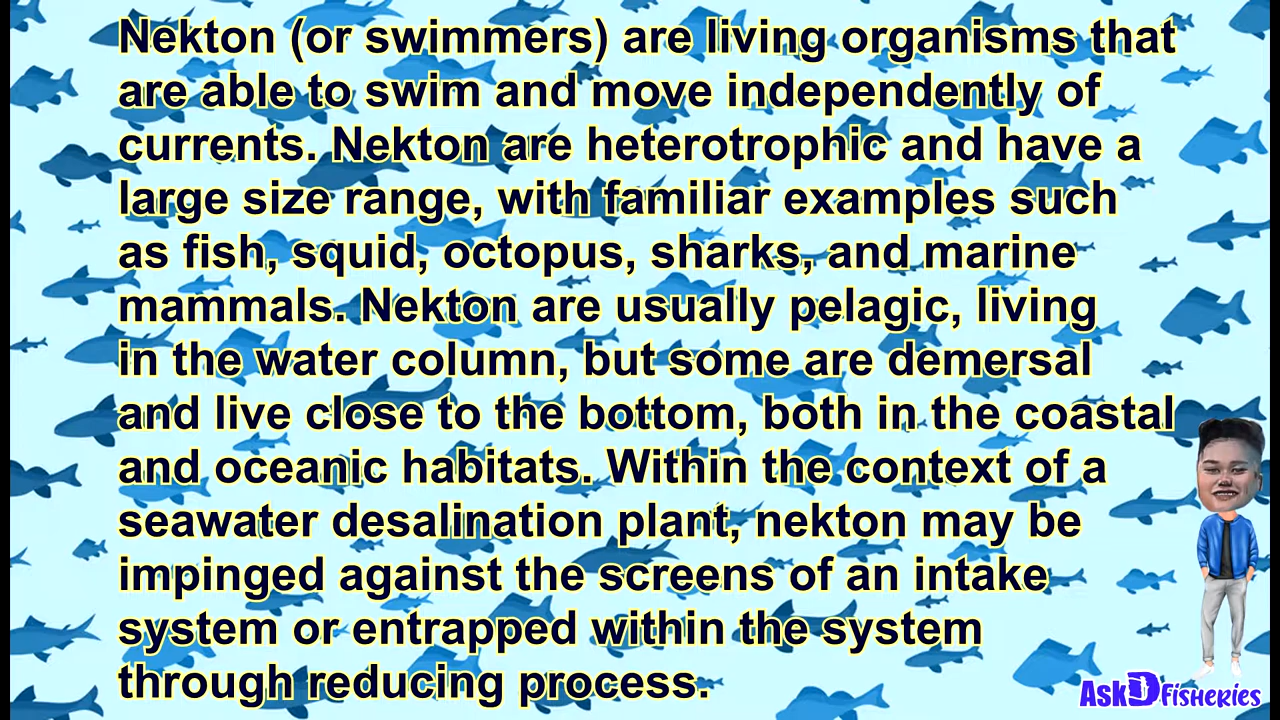 Nekton (or swimmers) are living organisms that
are able to swim and move independently of
currents. Nekton are heterotrophic and have a
large size range, with familiar examples such
as fish, squid, octopus, sharks, and marine
mammals. Nekton are usually pelagic, living
in the water column, but some are demersal
and live close to the bottom, both in the coastal
and oceanic habitats. Within the context of a
seawater desalination plant, nekton may be
impinged against the screens of an intake
system or entrapped within the system
through reducing process.
Ask D Fisheries